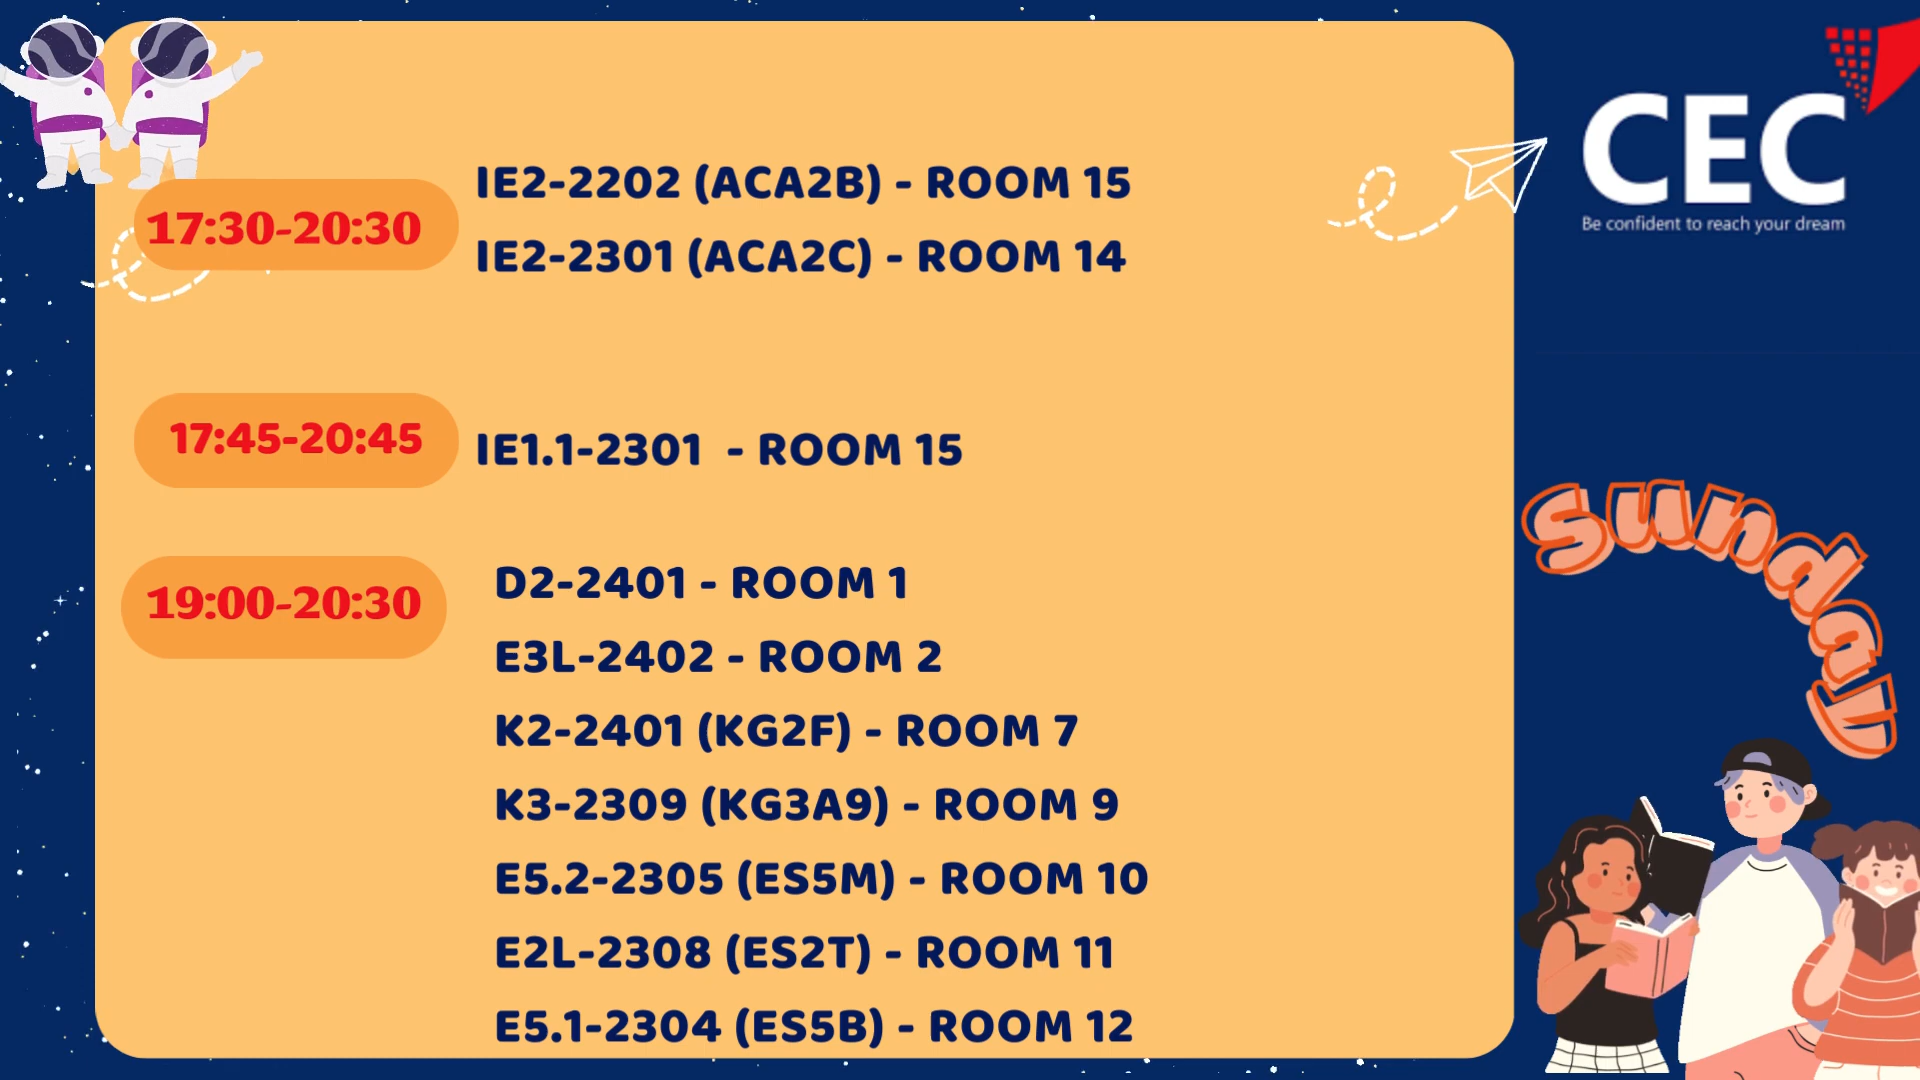 17:30-20:30
IE2-2202 (ACA2B) - ROOM 15
IE2-2301 (ACA2C) - ROOM 14
17:45-20:45
IE1.1-2301 - ROOM 15
19:00-20:30
D2-2401 - ROOM 1
E3L-2402 - ROOM 2
K2-2401 (KG2F) - ROOM 7
K3-2309 (KG3A9) - ROOM 9
E5.2-2305 (ES5M) - ROOM 10
E2L-2308 (ES2T) - ROOM 11
E5.1-2304 (ES5B) - ROOM 12
CEC
Be confident to reach your dream
Sunday